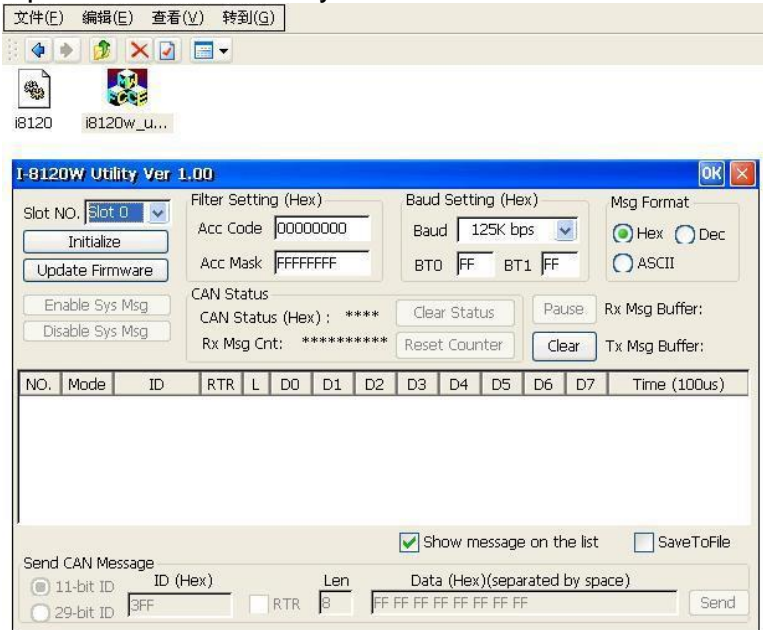 文件(F) 编辑(E) 查看(V) 转到(G)
i8120 i8120w_u...
I-8120W Utility Ver 1.00 OK
Slot NO. Slot 0
Initialize
Update Firmware
Enable Sys Msg
Disable Sys Msg
Filter Setting (Hex)
Acc Code 00000000
Acc Mask FFFFFFFF
Baud Setting (Hex)
Baud 125K bps
BT0 FF BT1 FF
Msg Format
Hex Dec
ASCII
CAN Status
CAN Status (Hex) : ****
Rx Msg Cnt: **********
Clear Status
Reset Counter
Pause
Clear
Rx Msg Buffer:
Tx Msg Buffer:
NO. Mode ID RTR L D0 D1 D2 D3 D4 D5 D6 D7 Time (100us)
Show message on the list SaveToFile
Send CAN Message
11-bit ID
29-bit ID
ID (Hex)
3FF
RTR
Len
8
Data (Hex)(separated by space)
FF FF FF FF FF FF FF FF
Send